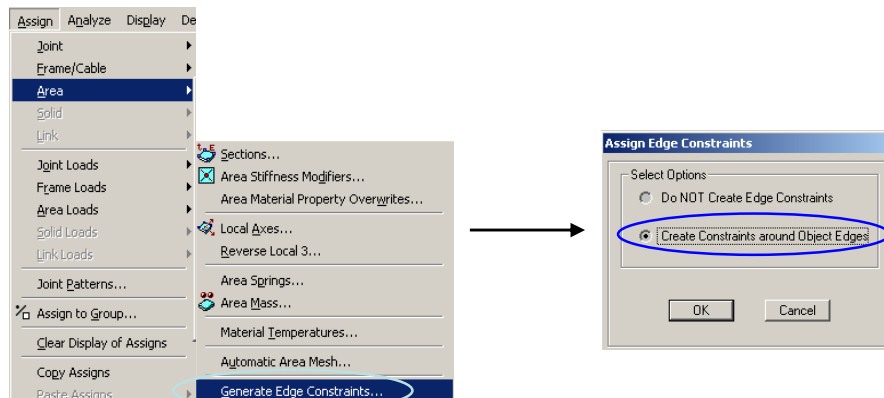 Assign Analyze Display De
Joint
Frame/Cable
Area
Solid
Link
Joint Loads
Frame Loads
Area Loads
Solid Loads
Link Loads
Joint Patterns...
Assign to Group...
Clear Display of Assigns
Copy Assigns
Paste Assigns
Sections...
Area Stiffness Modifiers...
Area Material Property Overwrites...
Local Axes...
Reverse Local 3...
Area Springs...
Area Mass...
Material Temperatures...
Automatic Area Mesh...
Generate Edge Constraints...
Assign Edge Constraints
Select Options
Do NOT Create Edge Constraints
Create Constraints around Object Edges
OK Cancel